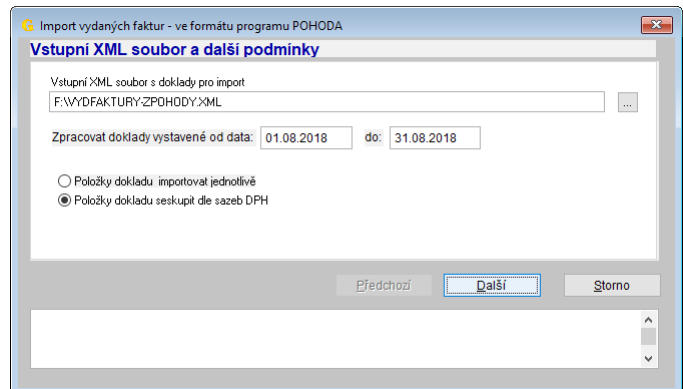 Import vydaných faktur - ve formátu programu POHODA
Vstupní XML soubor a další podmínky
Vstupní XML soubor s doklady pro import
F:\VYDFAKTURY-ZPOHODY.XML
...
Zpracovat doklady vystavené od data: 01.08.2018 do: 31.08.2018
Položky dokladu importovat jednotlivě
Položky dokladu seskupit dle sazeb DPH
Předchozí Další Storno